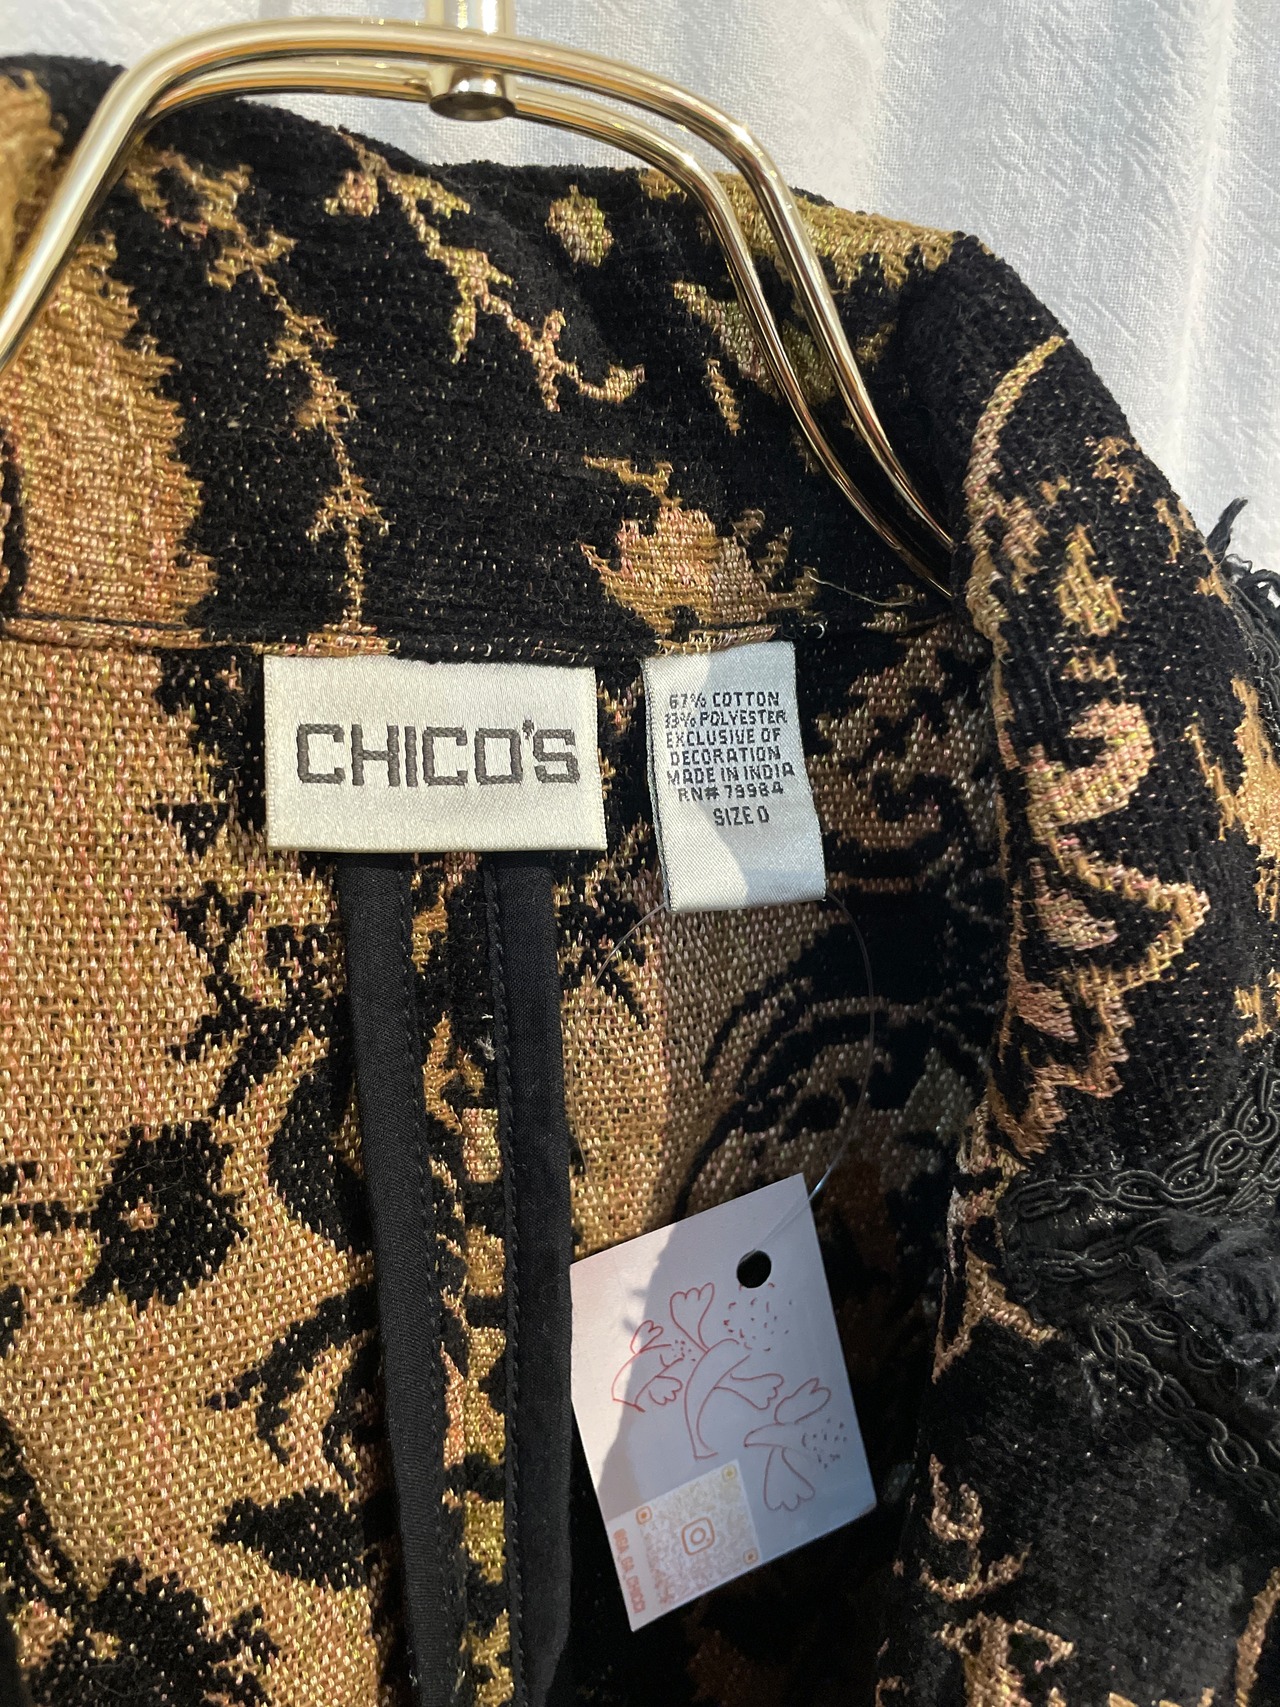 CHICO'S
67% COTTON
33% POLYESTER
EXCLUSIVE OF
DECORATION
MADE IN INDIA
RN# 79984
SIZE 0